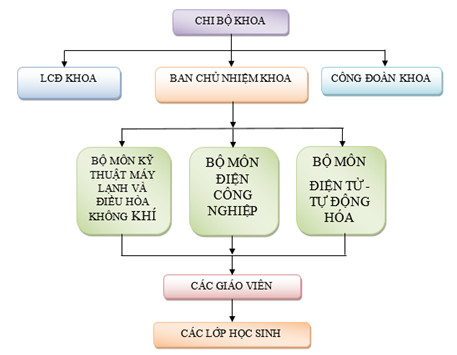 CHI BỘ KHOA
LCĐ KHOA
BAN CHỦ NHIỆM KHOA
CÔNG ĐOÀN KHOA
BỘ MÔN KỸ
THUẬT MÁY
LẠNH VÀ
ĐIỀU HÒA
KHÔNG KHÍ
BỘ MÔN
ĐIỆN
CÔNG
NGHIỆP
BỘ MÔN
ĐIỆN TỬ -
TỰ ĐỘNG
HÓA
CÁC GIÁO VIÊN
CÁC LỚP HỌC SINH